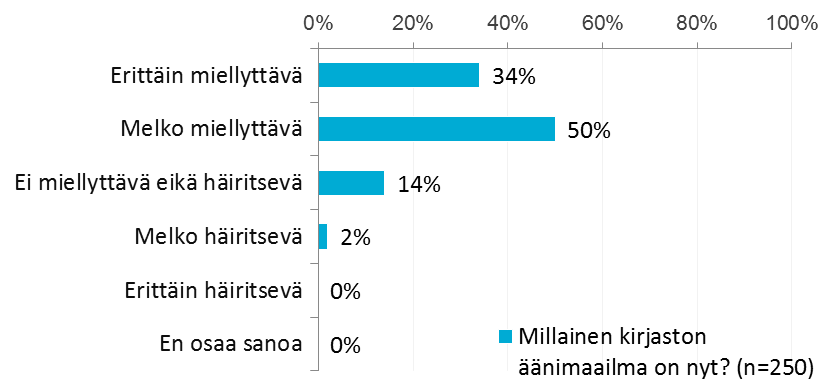 0% 20% 40% 60% 80% 100%
Erittäin miellyttävä 34%
Melko miellyttävä 50%
Ei miellyttävä eikä häiritsevä 14%
Melko häiritsevä 2%
Erittäin häiritsevä 0%
En osaa sanoa 0%
Millainen kirjaston
äänimaailma on nyt? (n=250)